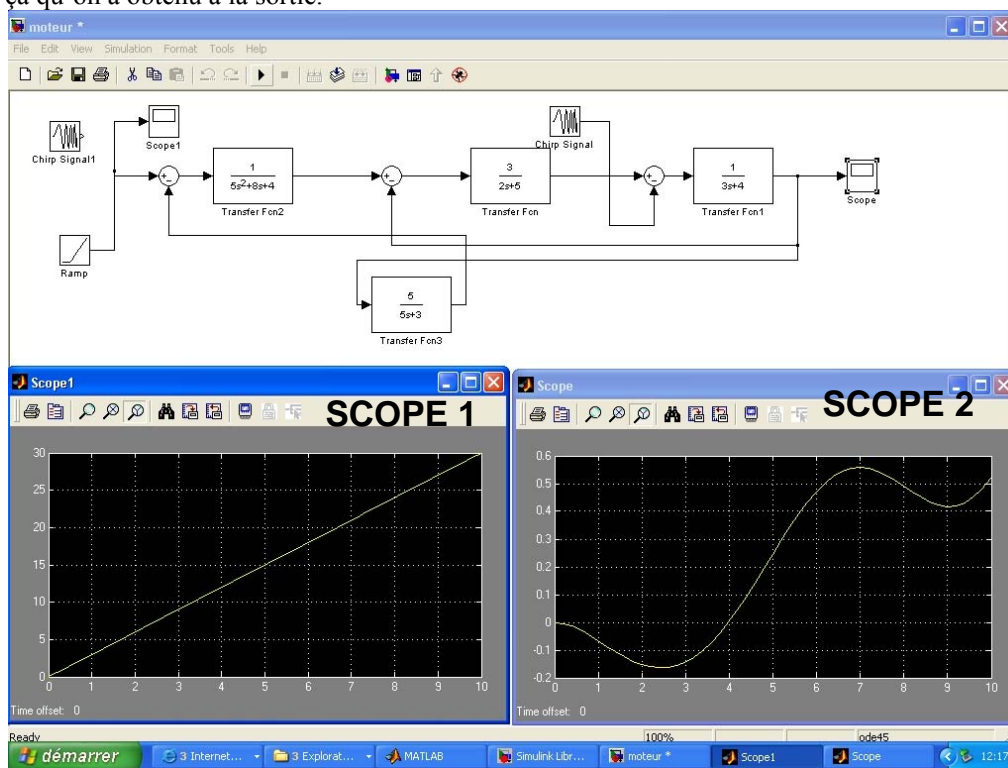 ça qu'on a obtenu à la sortie.
moteur *
File Edit View Simulation Format Tools Help
Chirp Signal1
Scope1
Ramp
1
5s²+8s+4
Transfer Fcn2
3
2s+5
Transfer Fcn
Chirp Signal
1
3s+4
Transfer Fcn1
Scope
5
5s+3
Transfer Fcn3
Scope1
SCOPE 1
30
25
20
15
10
5
0
0 1 2 3 4 5 6 7 8 9 10
Time offset: 0
Scope
SCOPE 2
0.6
0.5
0.4
0.3
0.2
0.1
0
-0.1
-0.2
0 1 2 3 4 5 6 7 8 9 10
Time offset: 0
Ready 100% ode45
démarrer 3 Internet... 3 Explorat... MATLAB Simulink Libr... moteur * Scope1 Scope 12:17